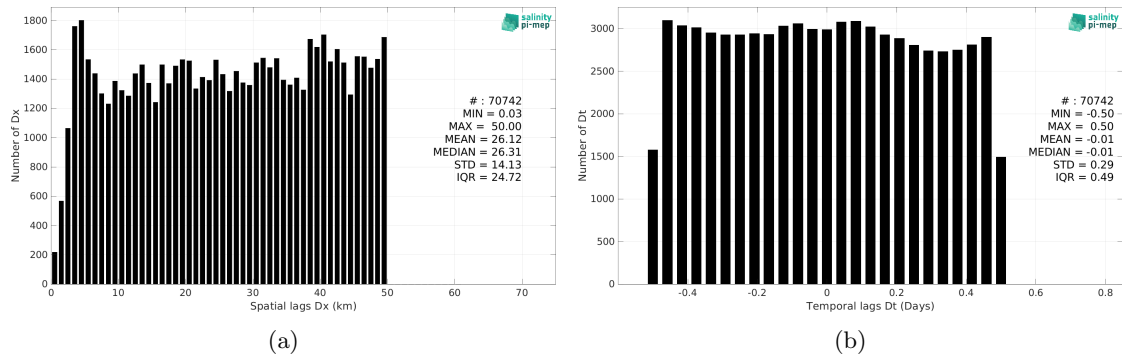 1800
1600
1400
1200
1000
800
600
400
200
0
Number of Dx
0 10 20 30 40 50 60 70
Spatial lags Dx (km)
salinity
pi-mep
# : 70742
MIN = 0.03
MAX = 50.00
MEAN = 26.12
MEDIAN = 26.31
STD = 14.13
IQR = 24.72
(a)
3000
2500
2000
1500
1000
500
0
Number of Dt
-0.4 -0.2 0 0.2 0.4 0.6 0.8
Temporal lags Dt (Days)
salinity
pi-mep
# : 70742
MIN = -0.50
MAX = 0.50
MEAN = -0.01
MEDIAN = -0.01
STD = 0.29
IQR = 0.49
(b)